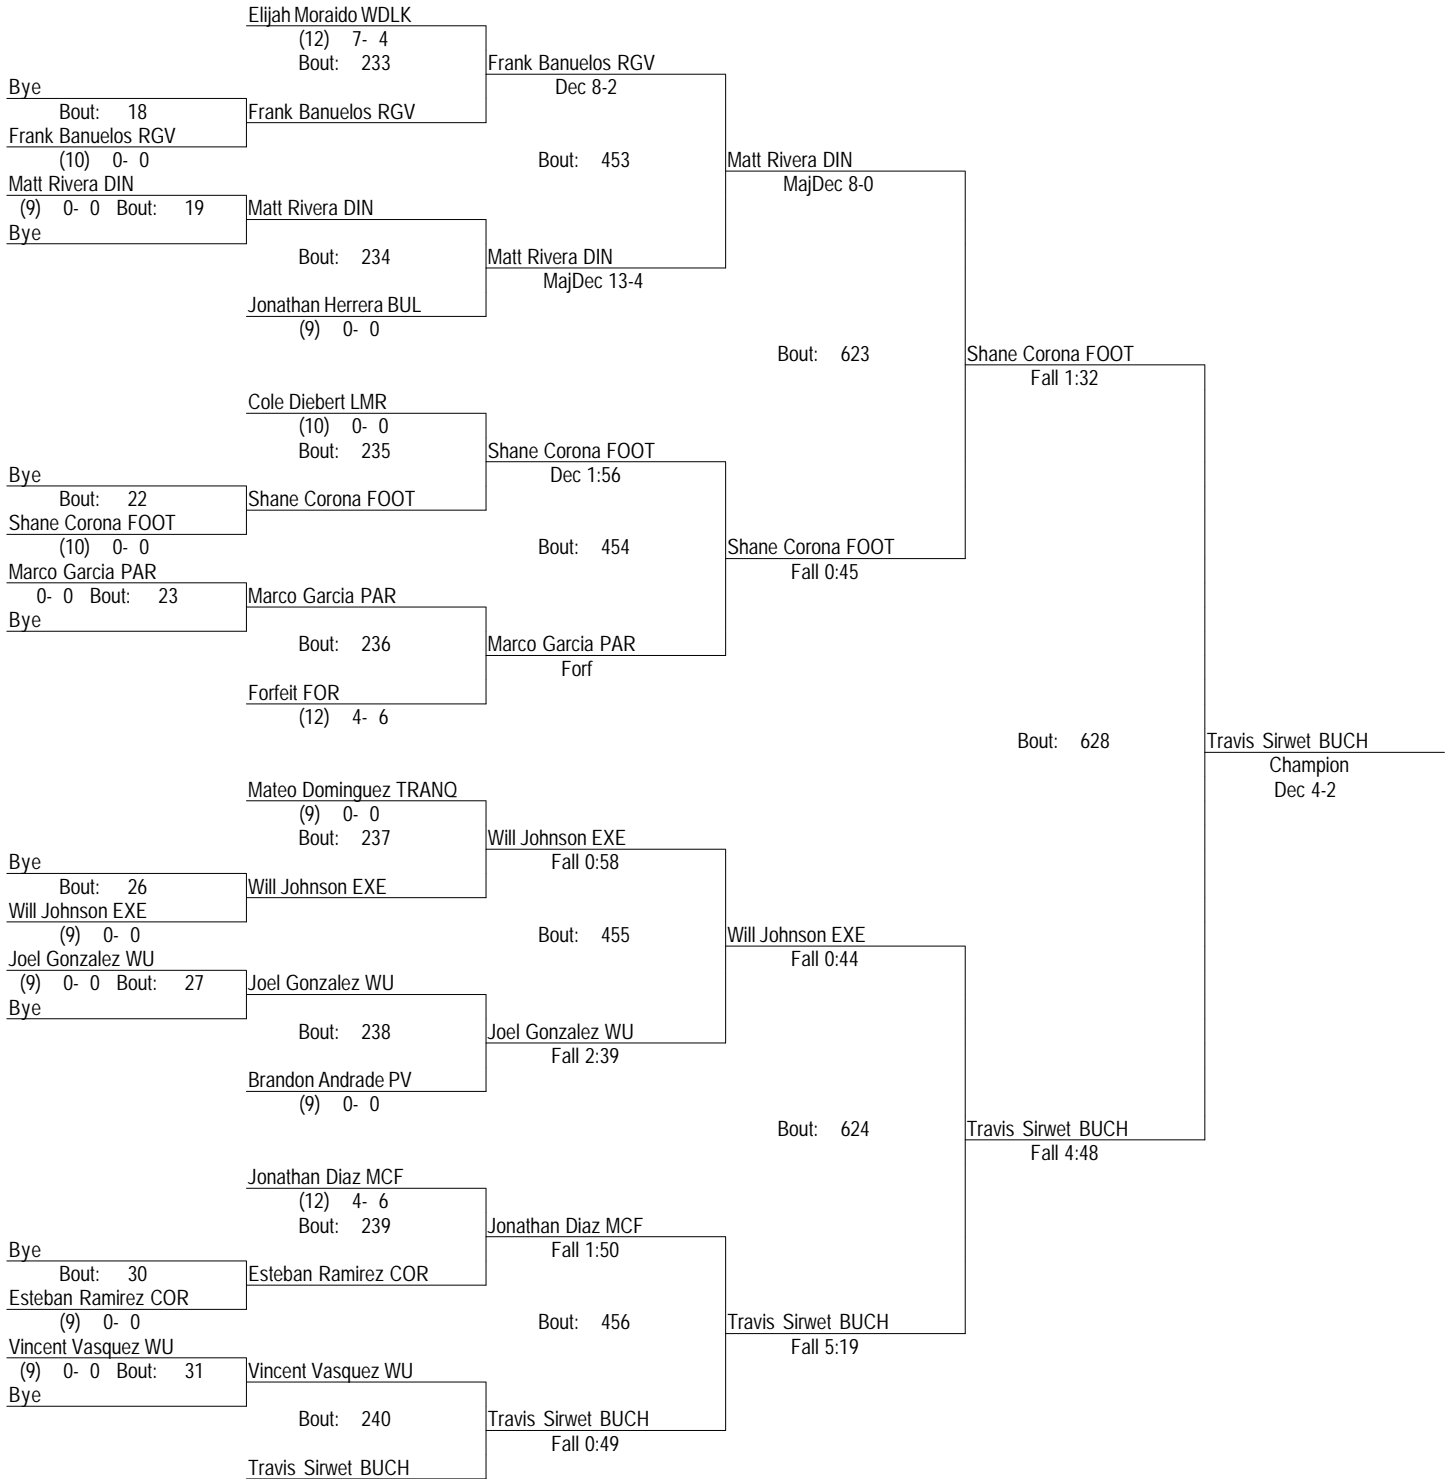 Elijah Moraido WDLK
(12) 7- 4
Bout: 233
Frank Banuelos RGV
Dec 8-2
Bye
Bout: 18
Frank Banuelos RGV
Frank Banuelos RGV
(10) 0- 0
Bout: 453
Matt Rivera DIN
MajDec 8-0
Matt Rivera DIN
(9) 0- 0 Bout: 19
Matt Rivera DIN
Bye
Bout: 234
Matt Rivera DIN
MajDec 13-4
Jonathan Herrera BUL
(9) 0- 0
Bout: 623
Shane Corona FOOT
Fall 1:32
Cole Diebert LMR
(10) 0- 0
Bout: 235
Shane Corona FOOT
Dec 1:56
Bye
Bout: 22
Shane Corona FOOT
Shane Corona FOOT
(10) 0- 0
Bout: 454
Shane Corona FOOT
Fall 0:45
Marco Garcia PAR
0- 0 Bout: 23
Marco Garcia PAR
Bye
Bout: 236
Marco Garcia PAR
Forf
Forfeit FOR
(12) 4- 6
Bout: 628
Travis Sirwet BUCH
Champion
Dec 4-2
Mateo Dominguez TRANQ
(9) 0- 0
Bout: 237
Will Johnson EXE
Fall 0:58
Bye
Bout: 26
Will Johnson EXE
Will Johnson EXE
(9) 0- 0
Bout: 455
Will Johnson EXE
Fall 0:44
Joel Gonzalez WU
(9) 0- 0 Bout: 27
Joel Gonzalez WU
Bye
Bout: 238
Joel Gonzalez WU
Fall 2:39
Brandon Andrade PV
(9) 0- 0
Bout: 624
Travis Sirwet BUCH
Fall 4:48
Jonathan Diaz MCF
(12) 4- 6
Bout: 239
Jonathan Diaz MCF
Fall 1:50
Bye
Bout: 30
Esteban Ramirez COR
Esteban Ramirez COR
(9) 0- 0
Bout: 456
Travis Sirwet BUCH
Fall 5:19
Vincent Vasquez WU
(9) 0- 0 Bout: 31
Vincent Vasquez WU
Bye
Bout: 240
Travis Sirwet BUCH
Fall 0:49
Travis Sirwet BUCH